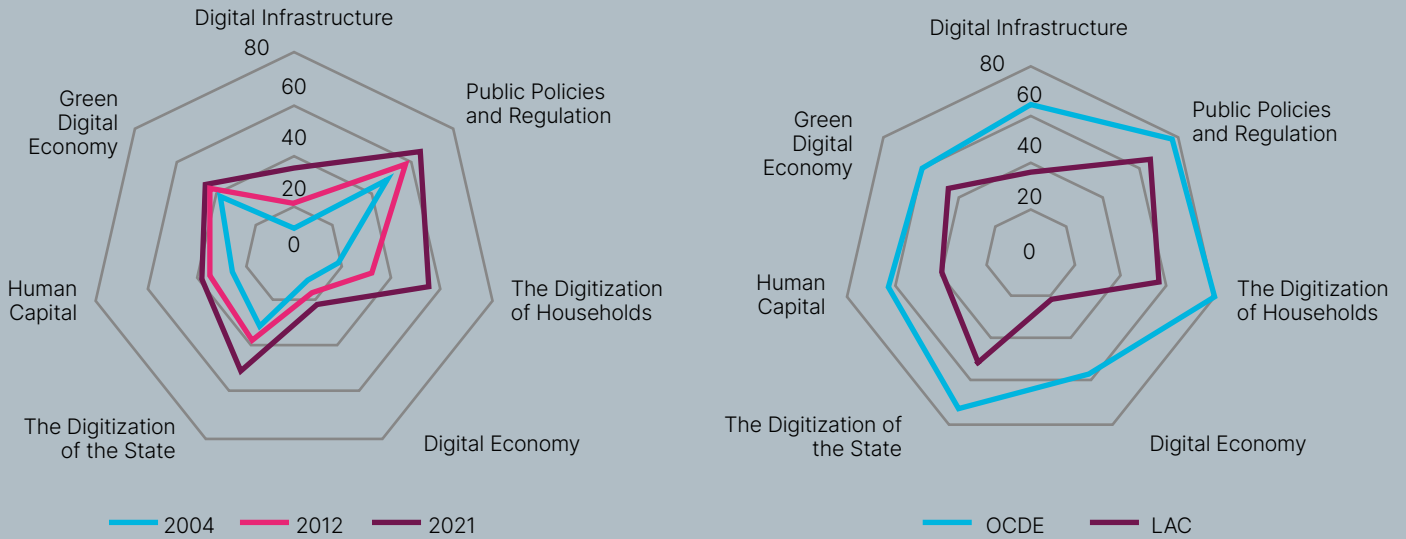 Digital Infrastructure
80
60
40
20
0
Public Policies
and Regulation
The Digitization
of Households
Digital Economy
The Digitization
of the State
Human
Capital
Green
Digital
Economy
2004
2012
2021
Digital Infrastructure
80
60
40
20
0
Public Policies
and Regulation
The Digitization
of Households
Digital Economy
The Digitization of
the State
Human
Capital
Green
Digital
Economy
OCDE
LAC